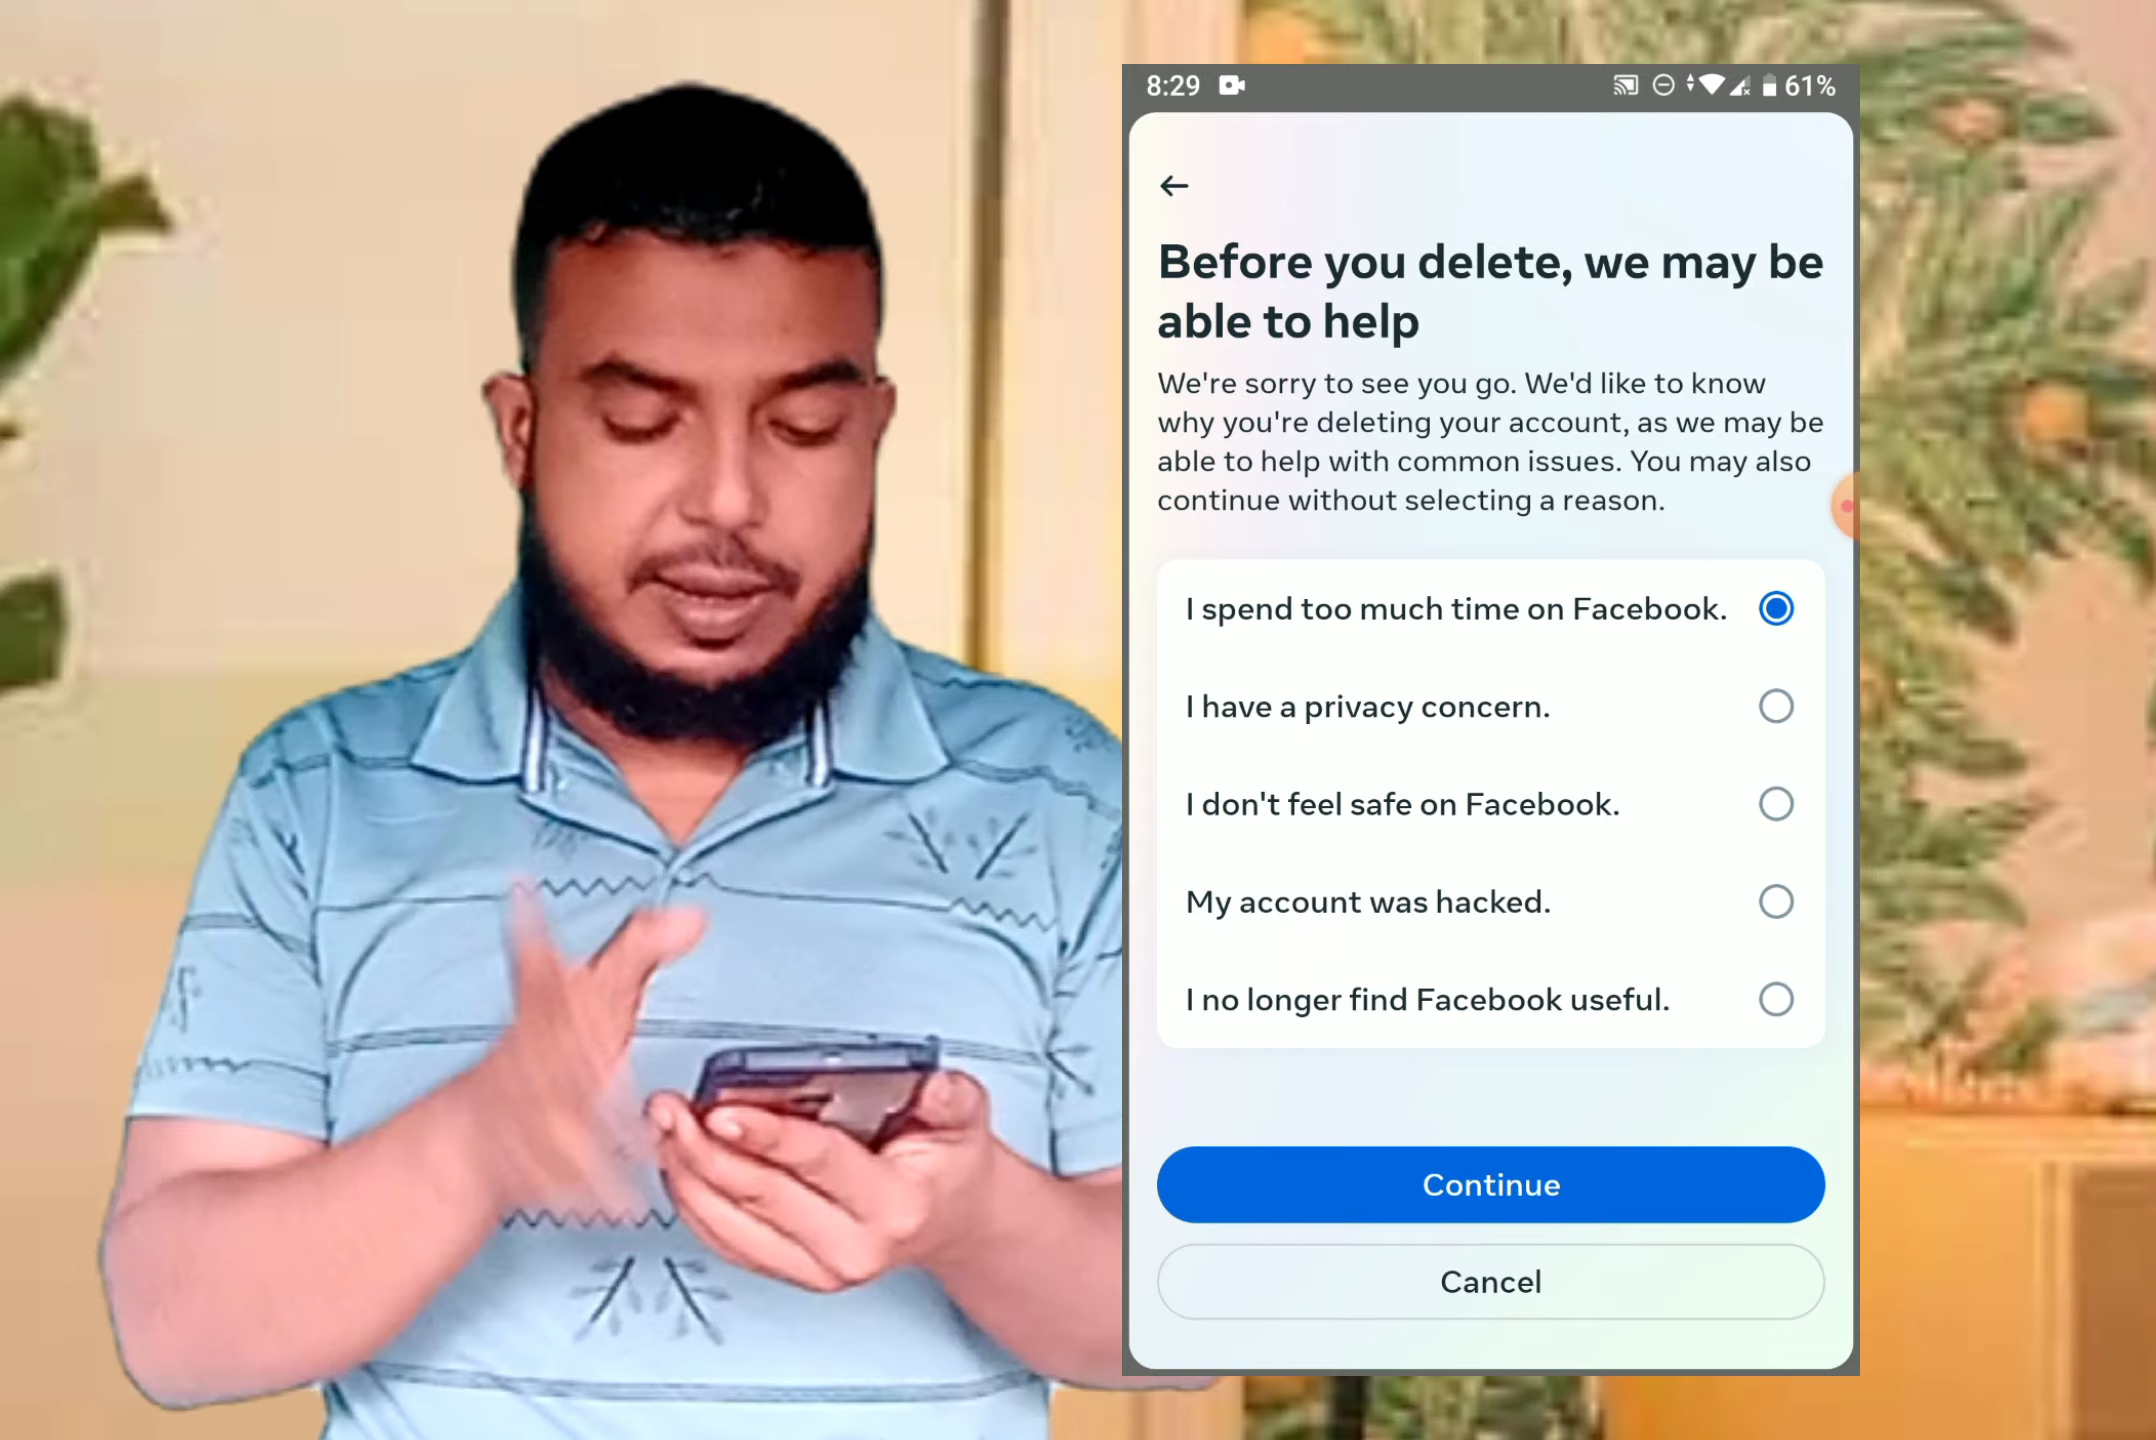 8:29
61%
Before you delete, we may be
able to help
We're sorry to see you go. We'd like to know
why you're deleting your account, as we may be
able to help with common issues. You may also
continue without selecting a reason.
I spend too much time on Facebook.
I have a privacy concern.
I don't feel safe on Facebook.
My account was hacked.
I no longer find Facebook useful.
Continue
Cancel